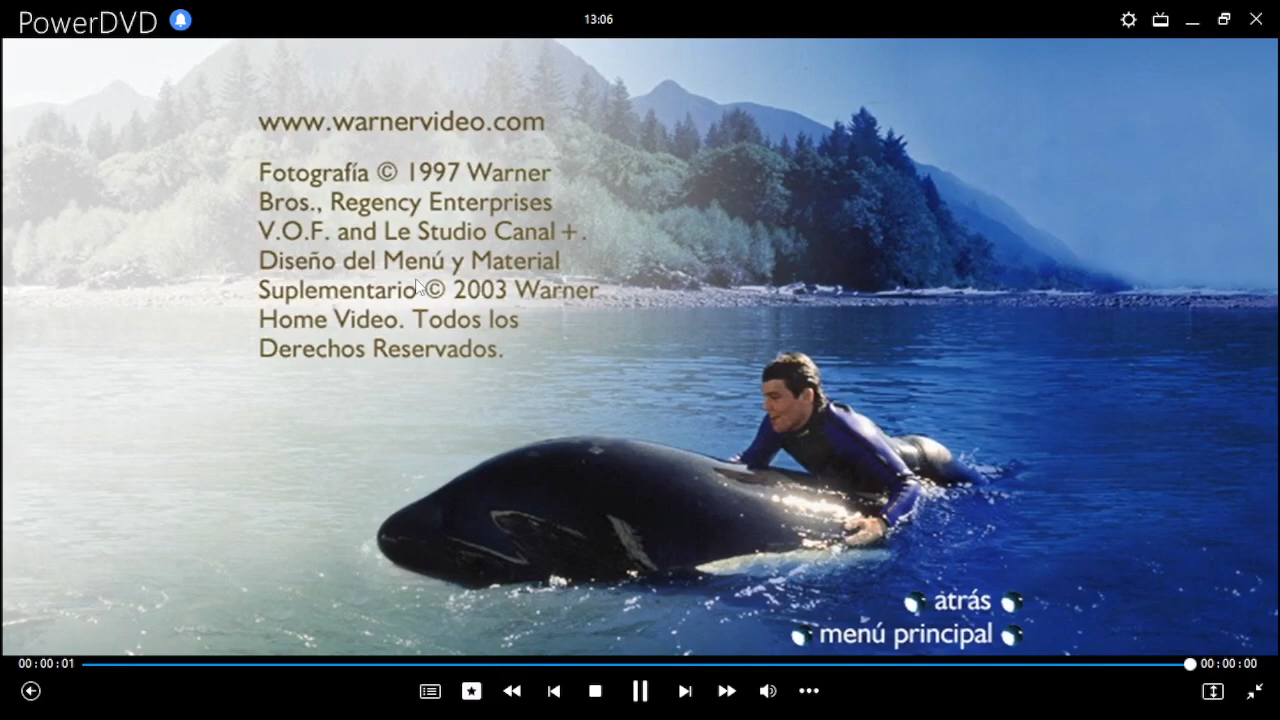 PowerDVD
13:06
www.warnervideo.com
Fotografía © 1997 Warner
Bros., Regency Enterprises
V.O.F. and Le Studio Canal+.
Diseño del Menú y Material
Suplementario © 2003 Warner
Home Video. Todos los
Derechos Reservados.
atrás
menú principal
00:00:01
00:00:00